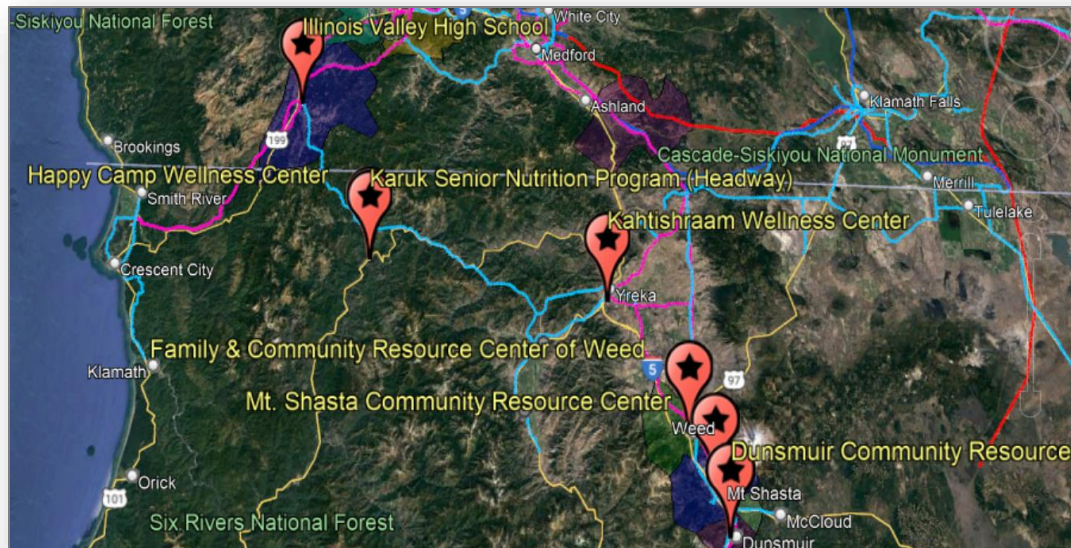 -Siskiyou National Forest
5
White City
Illinois Valley High School
Medford
Klamath Falls
Ashland
199
97
Brookings
Cascade-Siskiyou National Monument
Happy Camp Wellness Center
Karuk Senior Nutrition Program (Headway)
Merrill
Smith River
Tulelake
Kahtishraam Wellness Center
Crescent City
Yreka
Family & Community Resource Center of Weed
Klamath
5
97
Mt. Shasta Community Resource Center
Weed
Dunsmuir Community Resource
Orick
Mt Shasta
101
Six Rivers National Forest
McCloud
Dunsmuir